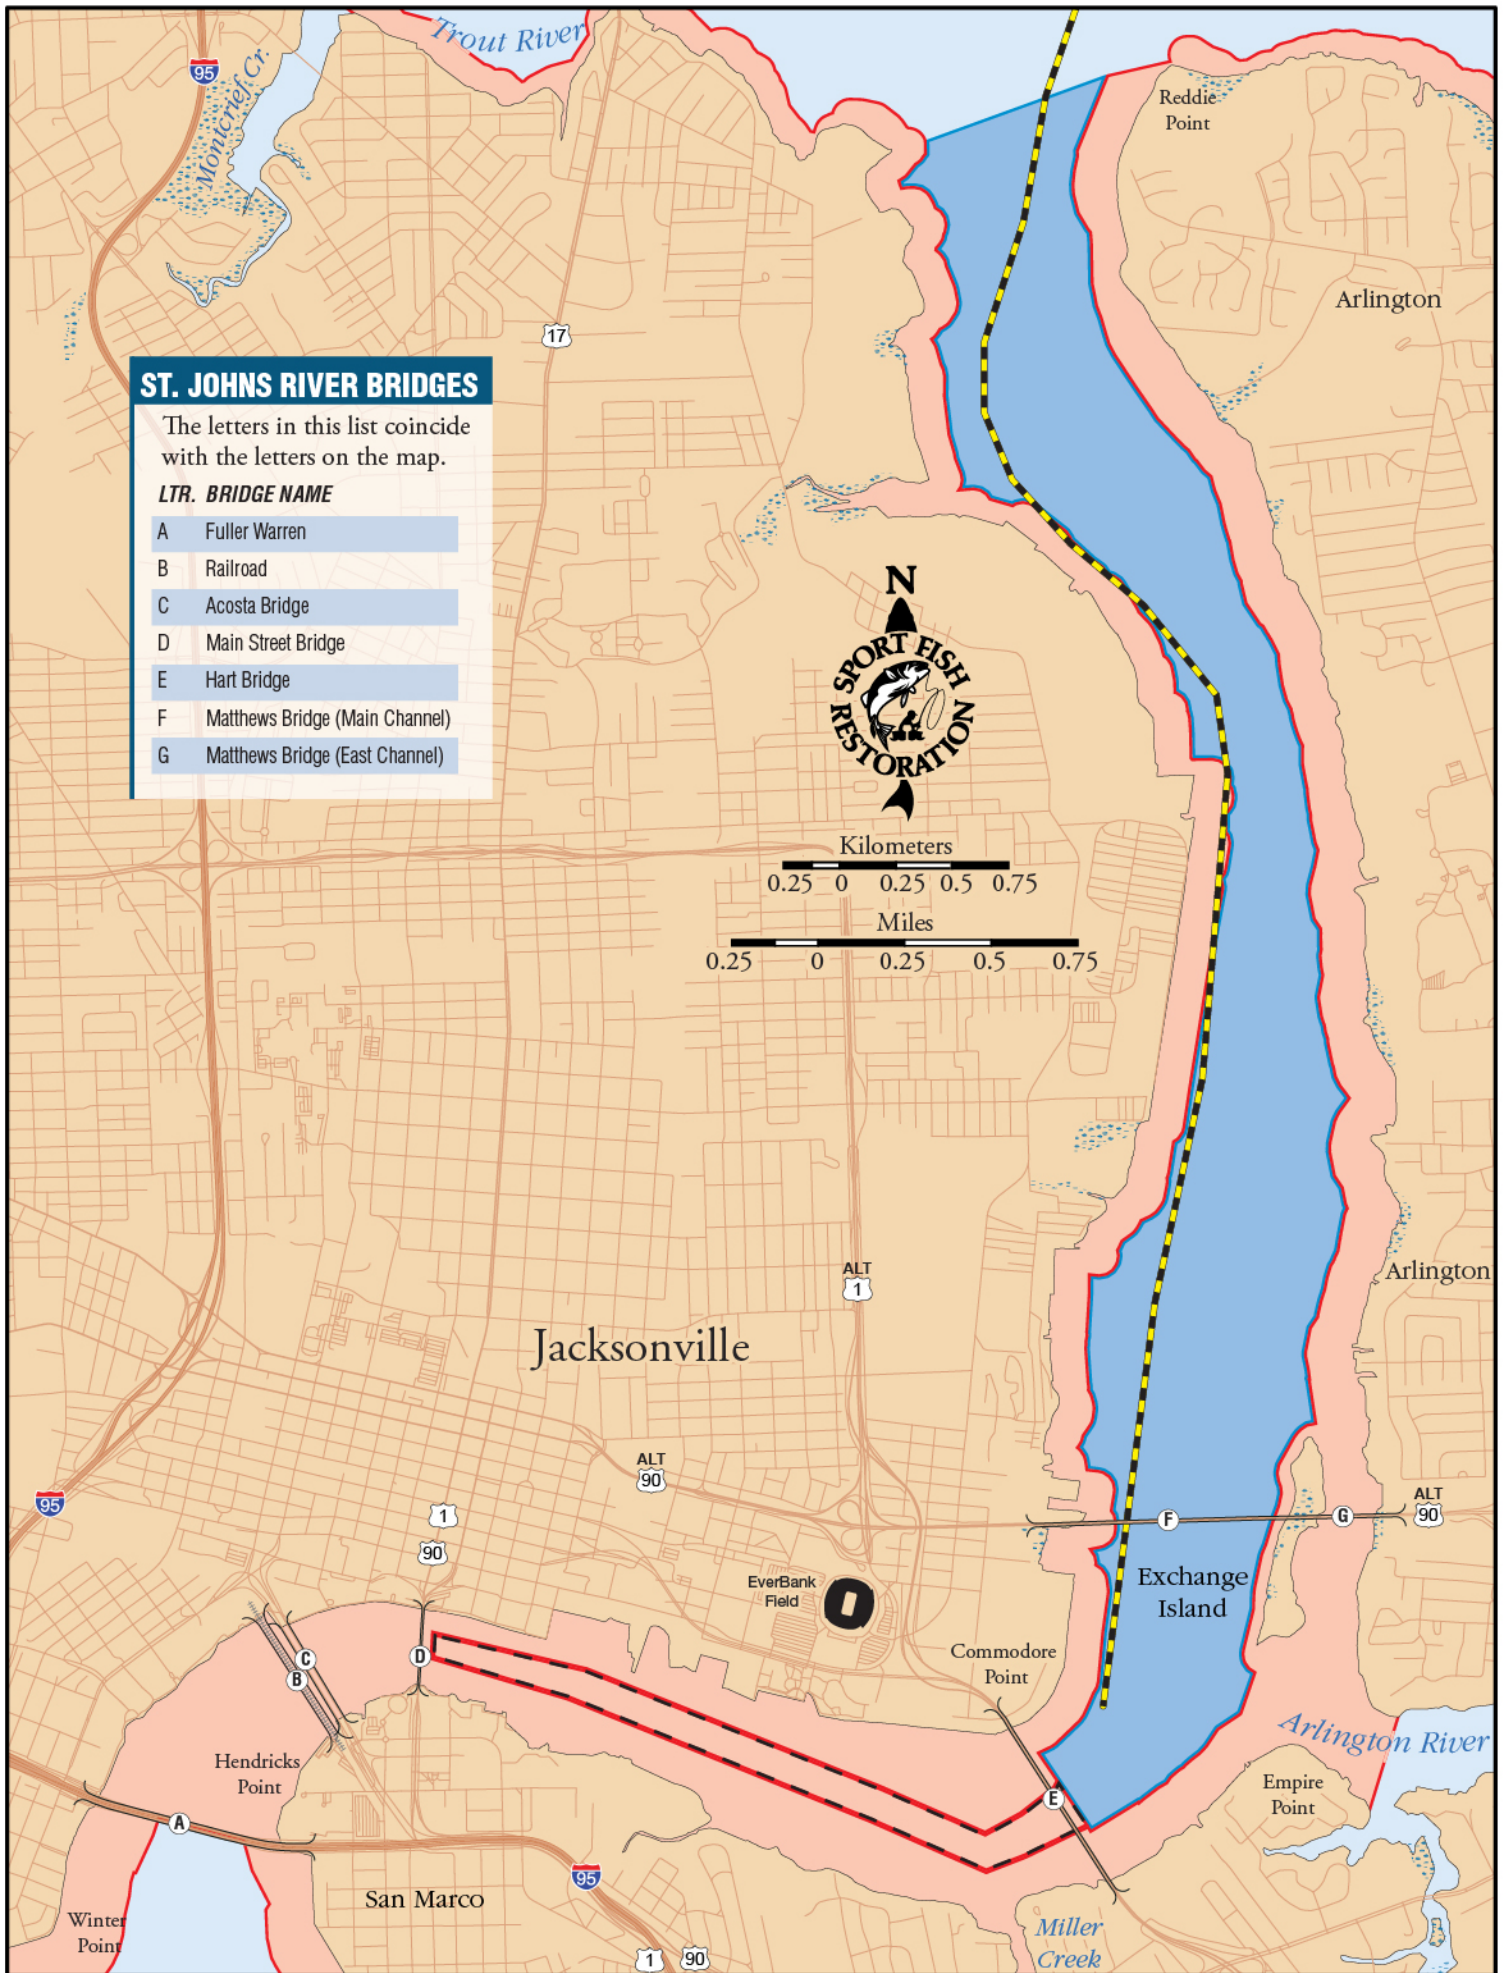 Trout River
95
Montcrief Cr.
Reddie
Point
Arlington
17
ST. JOHNS RIVER BRIDGES
The letters in this list coincide
with the letters on the map.
LTR. BRIDGE NAME
A Fuller Warren
B Railroad
C Acosta Bridge
D Main Street Bridge
E Hart Bridge
F Matthews Bridge (Main Channel)
G Matthews Bridge (East Channel)
N
SPORT FISH
RESTORATION
Kilometers
0.25 0 0.25 0.5 0.75
Miles
0.25 0 0.25 0.5 0.75
ALT
1
Arlington
Jacksonville
ALT
90
95
1
90
F
G
ALT
90
EverBank
Field
Exchange
Island
Commodore
Point
D
C
B
Arlington River
Hendricks
Point
Empire
Point
E
A
95
San Marco
Winter
Point
Miller
Creek
1
90